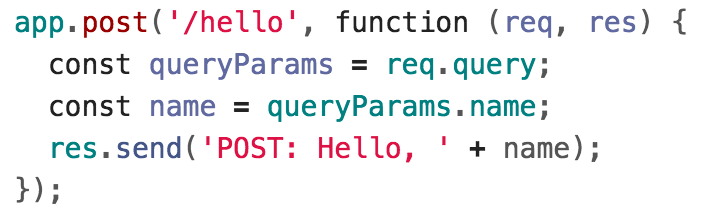 app.post('/hello', function (req, res) {
  const queryParams = req.query;
  const name = queryParams.name;
  res.send('POST: Hello, ' + name);
});